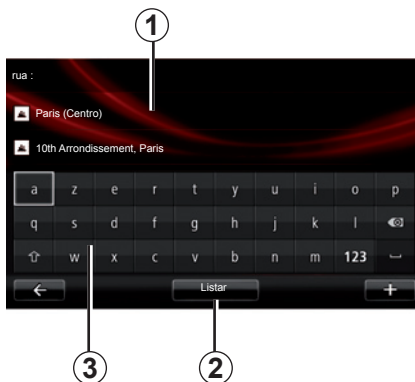 1
rua :
Paris (Centro)
10th Arrondissement, Paris
a z e r t y u i o p
q s d f g h j k l
w x c v b n m 123
Listar
3
2